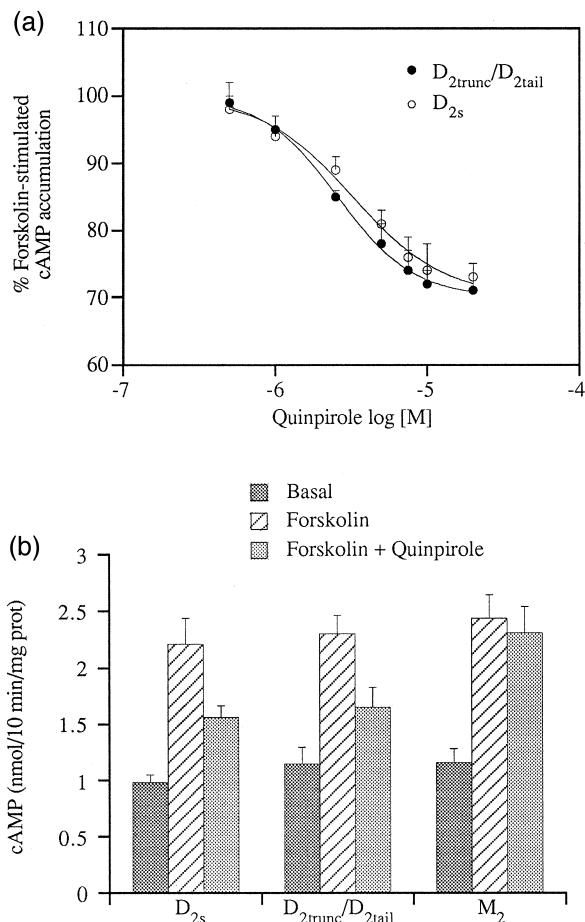 (a)
110
100
90
80
70
60
% Forskolin-stimulated
cAMP accumulation
D2trunc/D2tail
D2s
-7
-6
-5
-4
Quinpirole log [M]
(b)
Basal
Forskolin
Forskolin + Quinpirole
3
2.5
2
1.5
1
0.5
0
cAMP (nmol/10 min/mg prot)
D2s
D2trunc/D2tail
M2